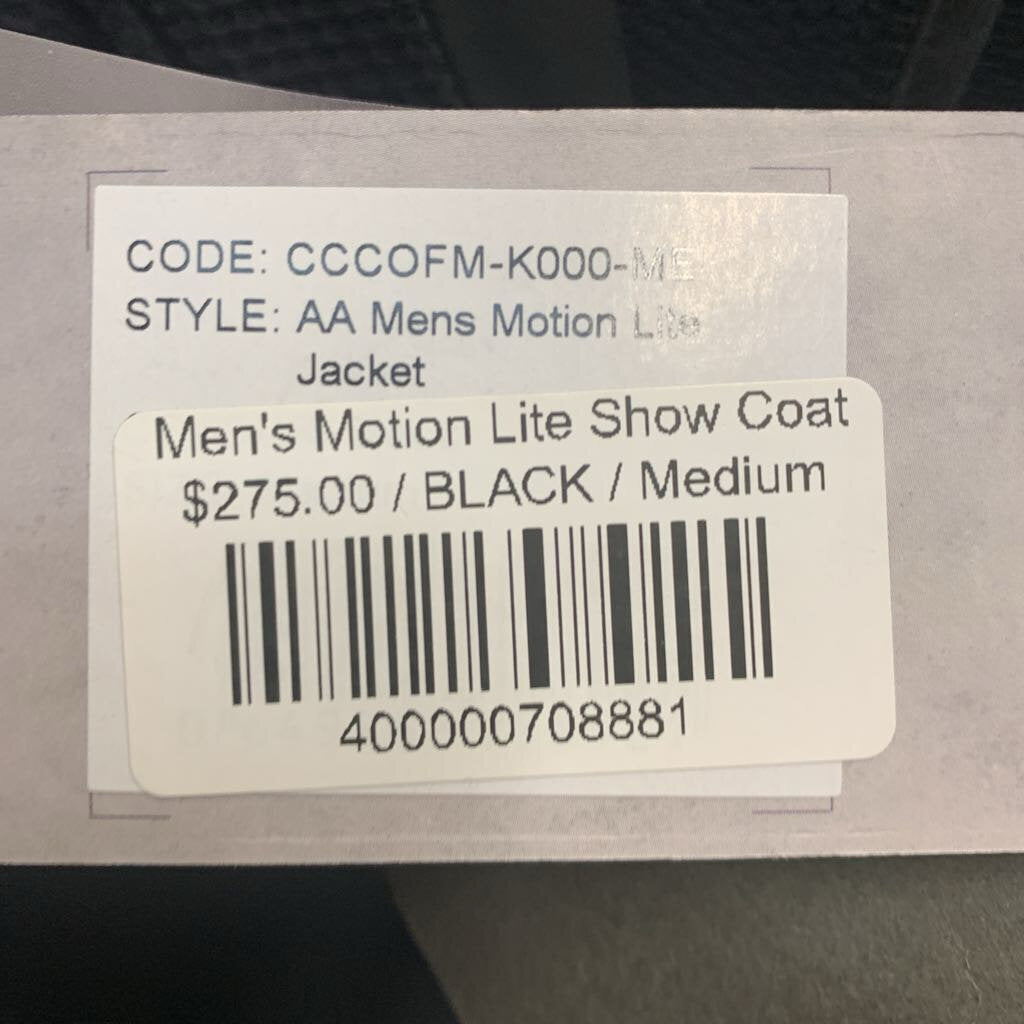 CODE: CCCOFM-K000-ME
STYLE: AA Mens Motion Lite
Jacket
Men's Motion Lite Show Coat
$275.00 / BLACK / Medium
400000708881